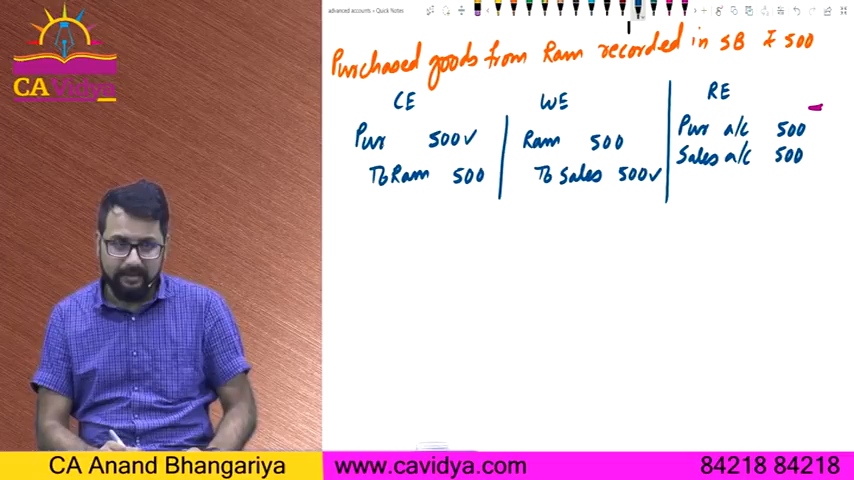 advanced accounts - Quick Notes
CA Vidya
Purchased goods from Ram recorded in SB ₹ 500
CE
Pur 500✓
To Ram 500
WE
Ram 500
To Sales 500✓
RE
Pur a/c 500
Sales a/c 500
CA Anand Bhangariya www.cavidya.com 84218 84218